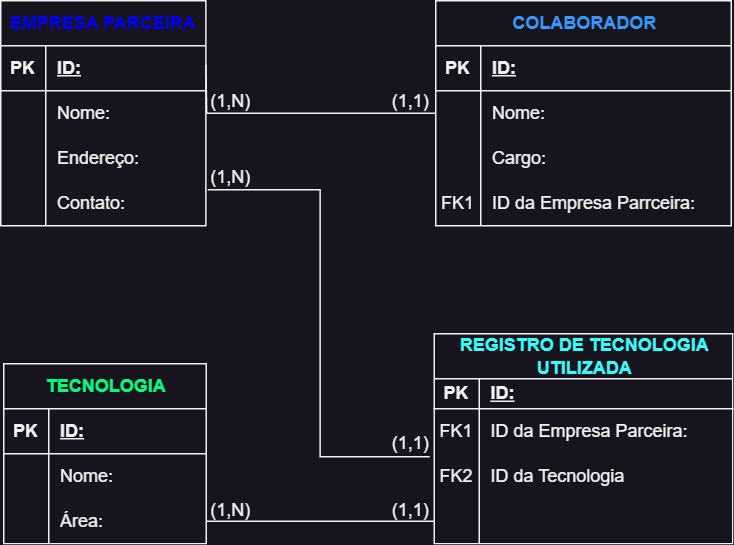 EMPRESA PARCEIRA
PK ID:
Nome:
Endereço:
Contato:
COLABORADOR
PK ID:
Nome:
Cargo:
FK1 ID da Empresa Parrceira:
(1,N) (1,1)
(1,N)
(1,1)
TECNOLOGIA
PK ID:
Nome:
Área:
REGISTRO DE TECNOLOGIA
UTILIZADA
PK ID:
FK1 ID da Empresa Parceira:
FK2 ID da Tecnologia
(1,N) (1,1)